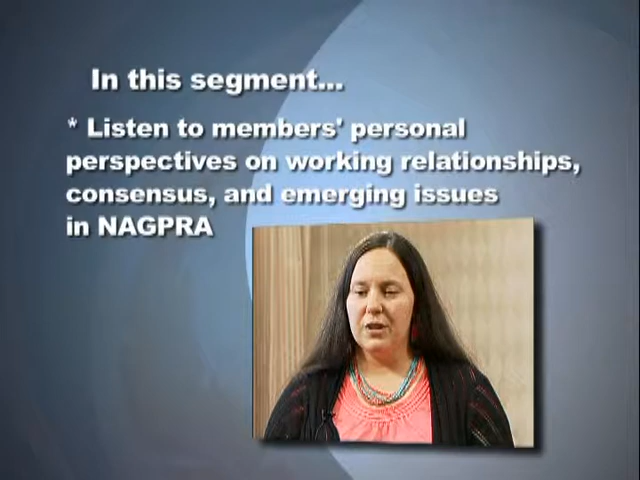 In this segment...
* Listen to members' personal
perspectives on working relationships,
consensus, and emerging issues
in NAGPRA